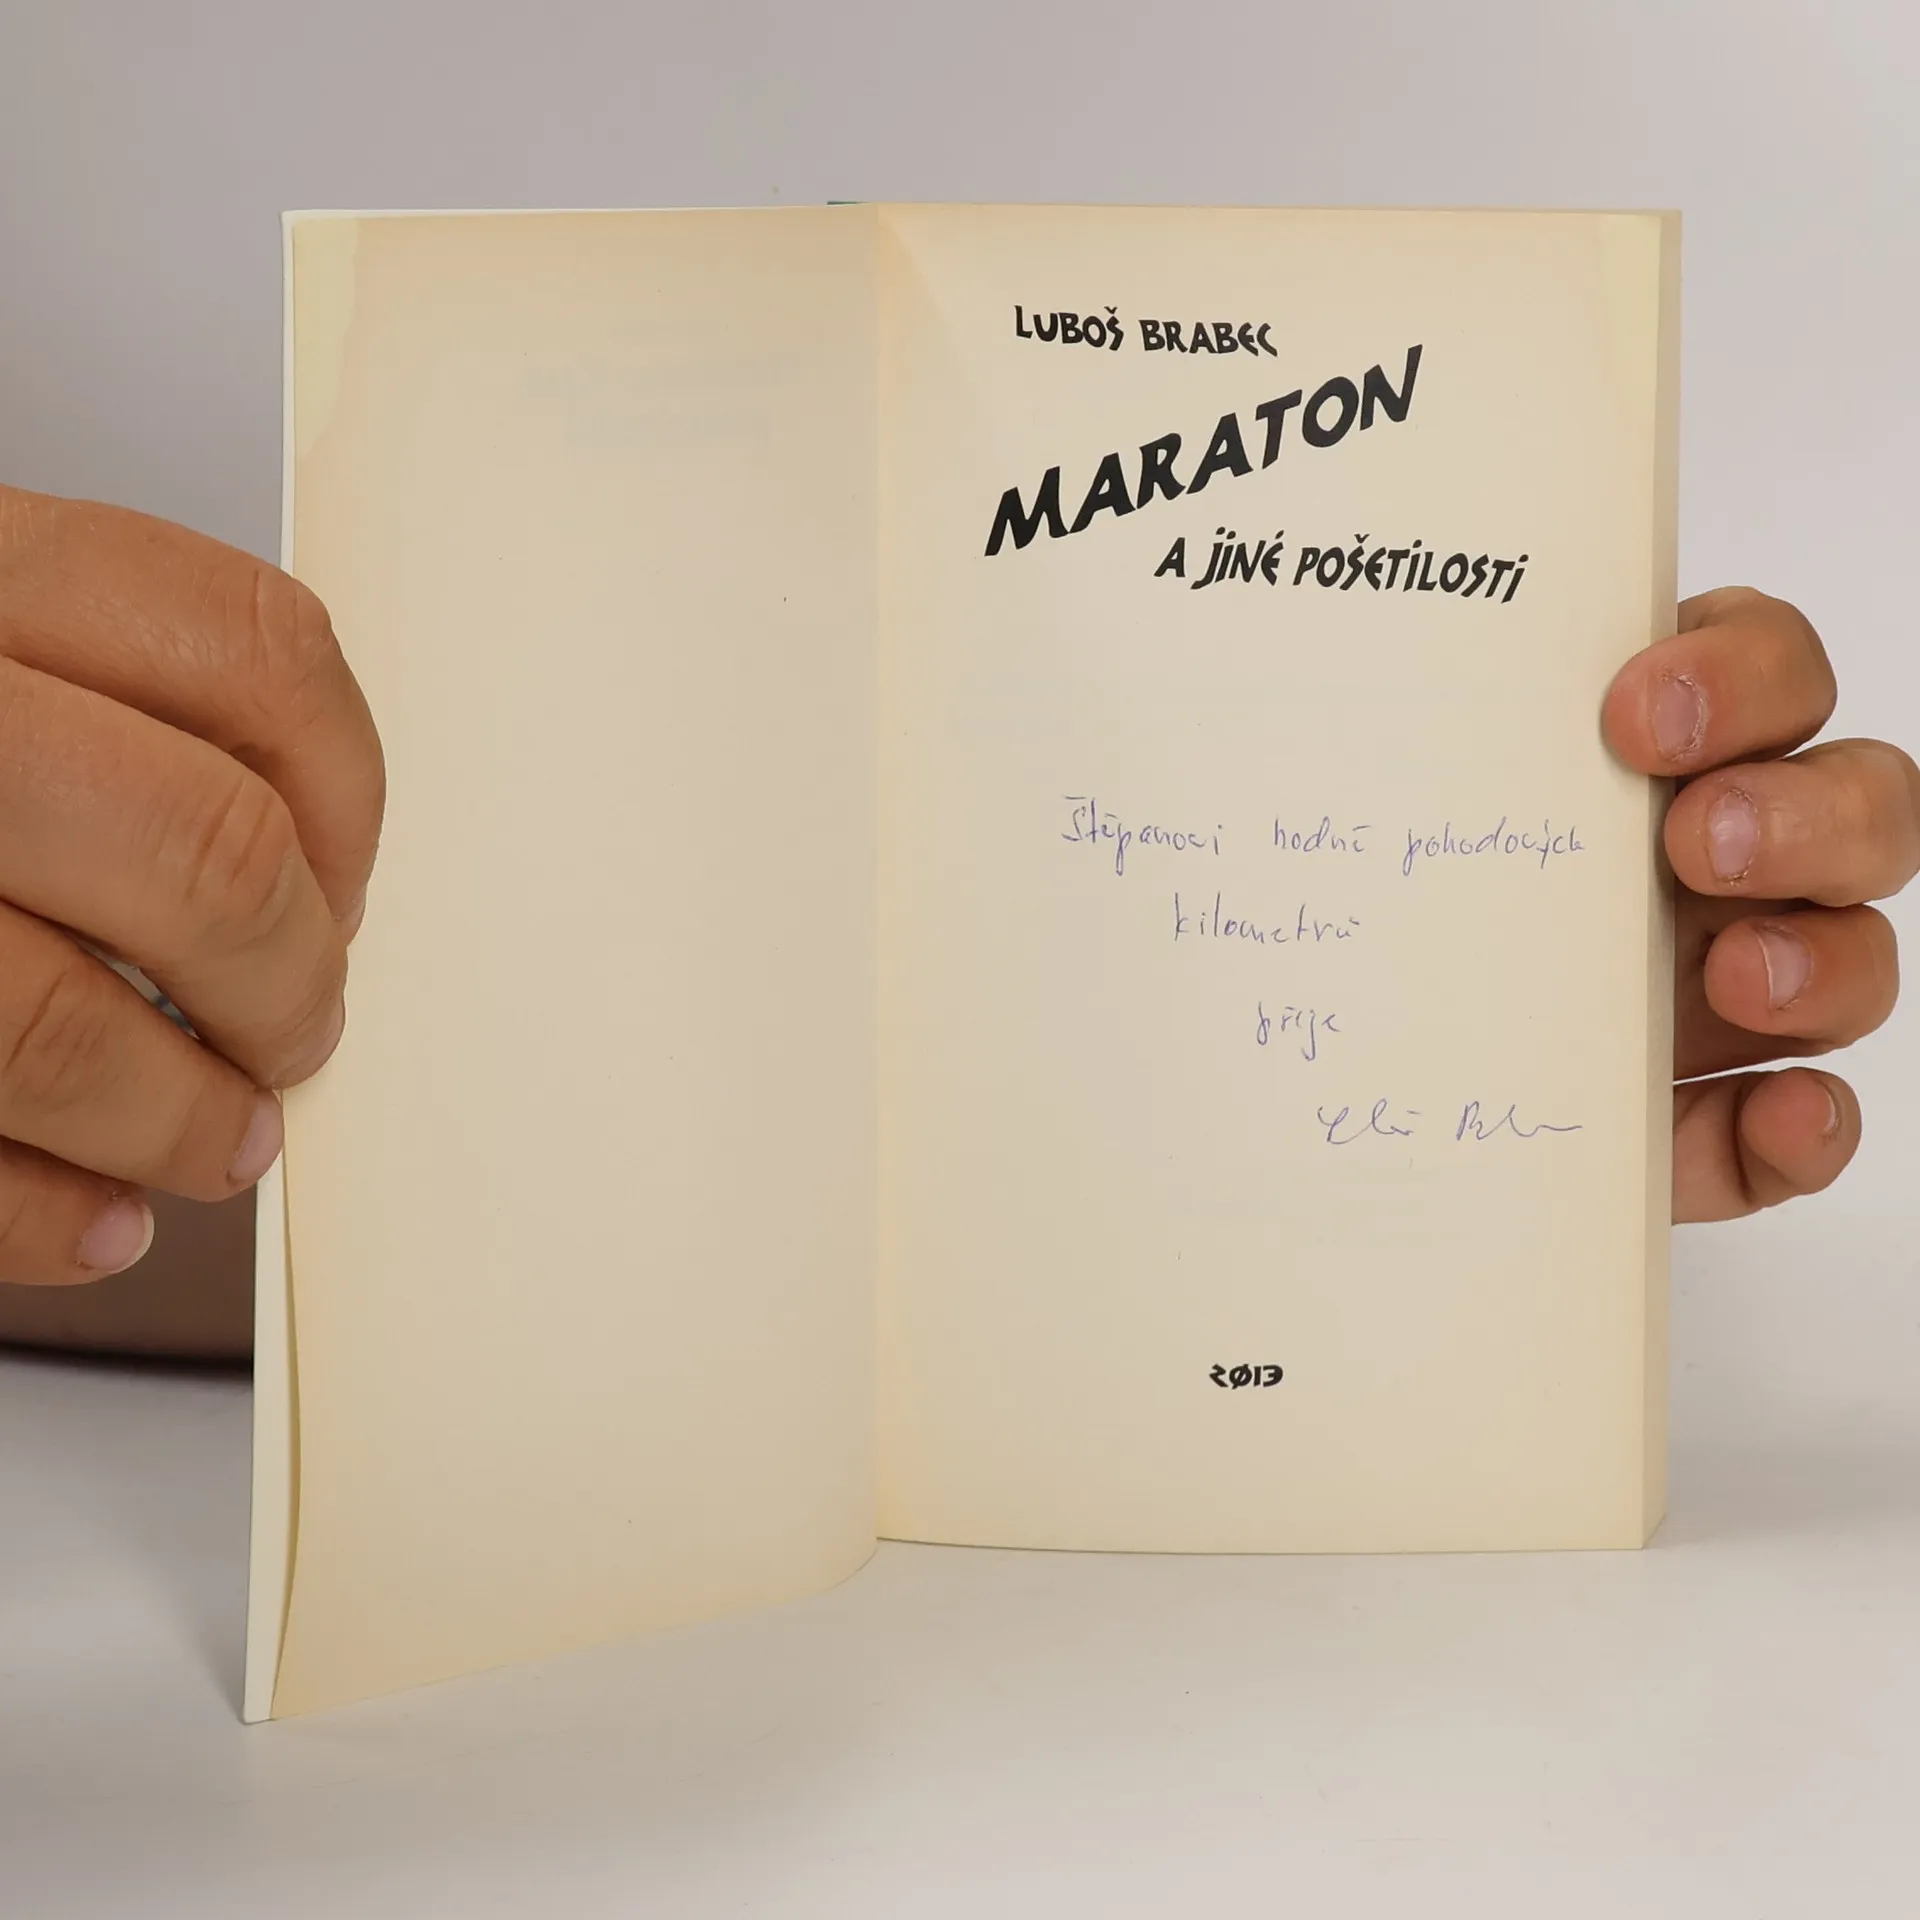 LUBOŠ BRABEC
MARATON
A JINÉ POŠETILOSTI
Štěpanovi hodně pohodových
kilometrů
přeje
2013